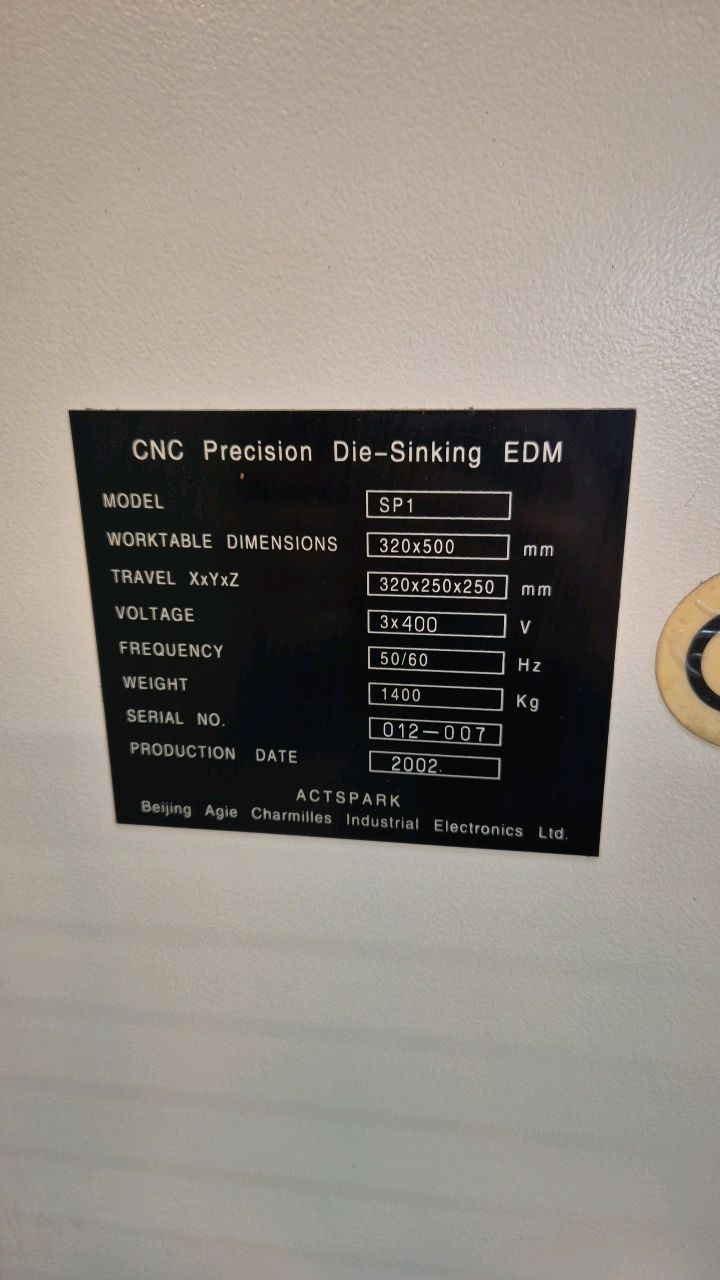 CNC Precision Die-Sinking EDM
MODEL SP1
WORKTABLE DIMENSIONS 320x500 mm
TRAVEL XxYxZ 320x250x250 mm
VOLTAGE 3x400 V
FREQUENCY 50/60 Hz
WEIGHT 1400 Kg
SERIAL NO. 012-007
PRODUCTION DATE 2002.
ACTSPARK
Beijing Agie Charmilles Industrial Electronics Ltd.